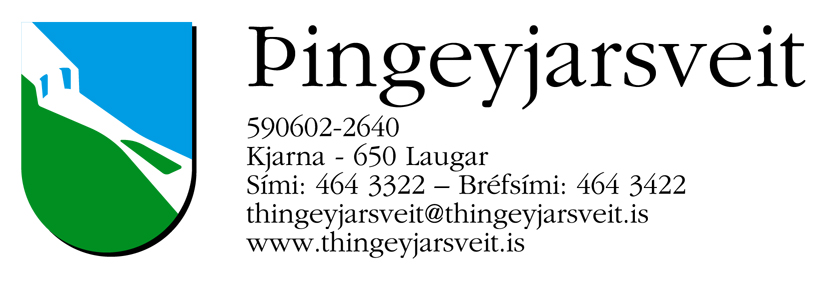 Þingeyjarsveit
590602-2640
Kjarna - 650 Laugar
Sími: 464 3322 – Bréfsími: 464 3422
thingeyjarsveit@thingeyjarsveit.is
www.thingeyjarsveit.is